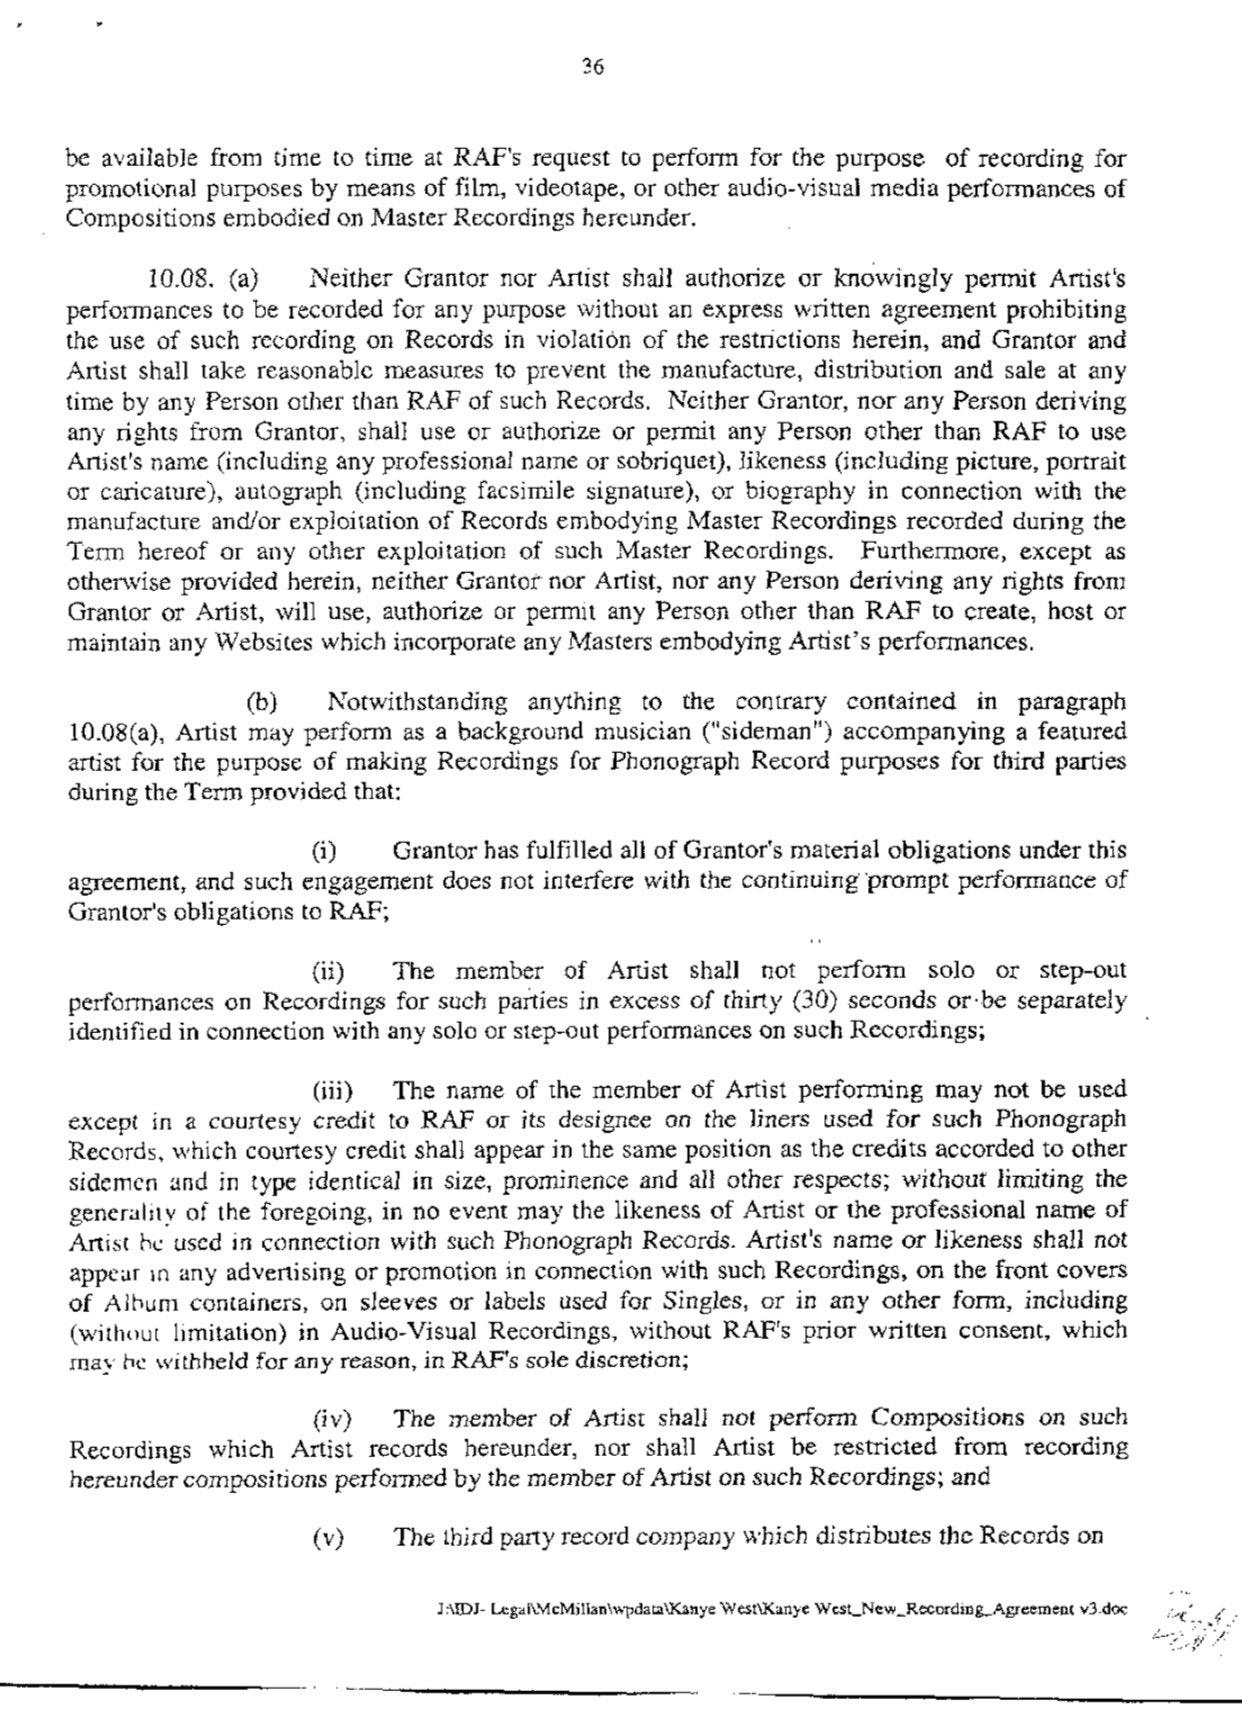 36
be available from time to time at RAF's request to perform for the purpose of recording for
promotional purposes by means of film, videotape, or other audio-visual media performances of
Compositions embodied on Master Recordings hereunder.
10.08. (a) Neither Grantor nor Artist shall authorize or knowingly permit Artist's
performances to be recorded for any purpose without an express written agreement prohibiting
the use of such recording on Records in violation of the restrictions herein, and Grantor and
Artist shall take reasonable measures to prevent the manufacture, distribution and sale at any
time by any Person other than RAF of such Records. Neither Grantor, nor any Person deriving
any rights from Grantor, shall use or authorize or permit any Person other than RAF to use
Artist's name (including any professional name or sobriquet), likeness (including picture, portrait
or caricature), autograph (including facsimile signature), or biography in connection with the
manufacture and/or exploitation of Records embodying Master Recordings recorded during the
Term hereof or any other exploitation of such Master Recordings. Furthermore, except as
otherwise provided herein, neither Grantor nor Artist, nor any Person deriving any rights from
Grantor or Artist, will use, authorize or permit any Person other than RAF to create, host or
maintain any Websites which incorporate any Masters embodying Artist's performances.
(b) Notwithstanding anything to the contrary contained in paragraph
10.08(a), Artist may perform as a background musician ("sideman") accompanying a featured
artist for the purpose of making Recordings for Phonograph Record purposes for third parties
during the Term provided that:
(i) Grantor has fulfilled all of Grantor's material obligations under this
agreement, and such engagement does not interfere with the continuing prompt performance of
Grantor's obligations to RAF;
(ii) The member of Artist shall not perform solo or step-out
performances on Recordings for such parties in excess of thirty (30) seconds or be separately
identified in connection with any solo or step-out performances on such Recordings;
(iii) The name of the member of Artist performing may not be used
except in a courtesy credit to RAF or its designee on the liners used for such Phonograph
Records, which courtesy credit shall appear in the same position as the credits accorded to other
sidemen and in type identical in size, prominence and all other respects; without limiting the
generality of the foregoing, in no event may the likeness of Artist or the professional name of
Artist be used in connection with such Phonograph Records. Artist's name or likeness shall not
appear in any advertising or promotion in connection with such Recordings, on the front covers
of Album containers, on sleeves or labels used for Singles, or in any other form, including
(without limitation) in Audio-Visual Recordings, without RAF's prior written consent, which
may be withheld for any reason, in RAF's sole discretion;
(iv) The member of Artist shall not perform Compositions on such
Recordings which Artist records hereunder, nor shall Artist be restricted from recording
hereunder compositions performed by the member of Artist on such Recordings; and
(v) The third party record company which distributes the Records on
J:\IDJ- Legal\McMillan\wpdata\Kanye West\Kanye West_New_Recording_Agreement v3.doc